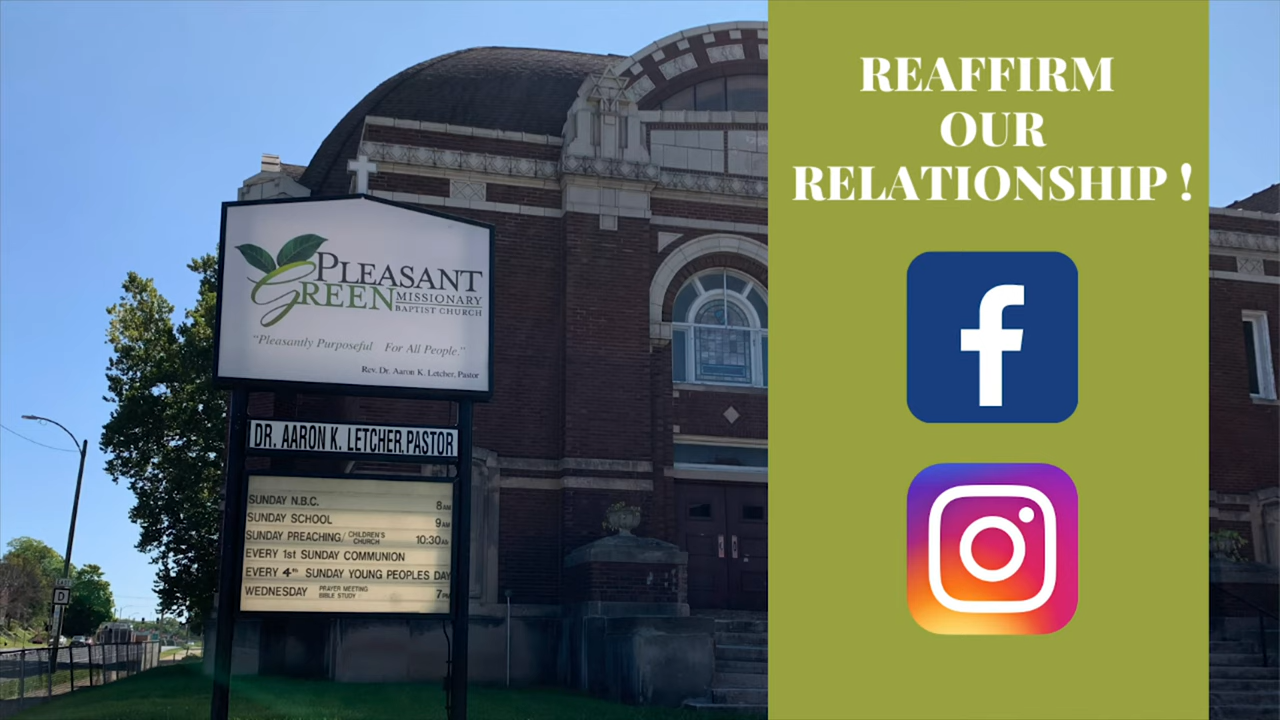 PLEASANT
GREEN MISSIONARY
BAPTIST CHURCH
"Pleasantly Purposeful For All People."
Rev. Dr. Aaron K. Letcher, Pastor
DR. AARON K. LETCHER, PASTOR
SUNDAY N.B.C. 8AM
SUNDAY SCHOOL 9AM
SUNDAY PREACHING/ CHILDREN'S CHURCH 10:30AM
EVERY 1st SUNDAY COMMUNION
EVERY 4th SUNDAY YOUNG PEOPLES DAY
WEDNESDAY PRAYER MEETING BIBLE STUDY 7PM
D
REAFFIRM
OUR
RELATIONSHIP!